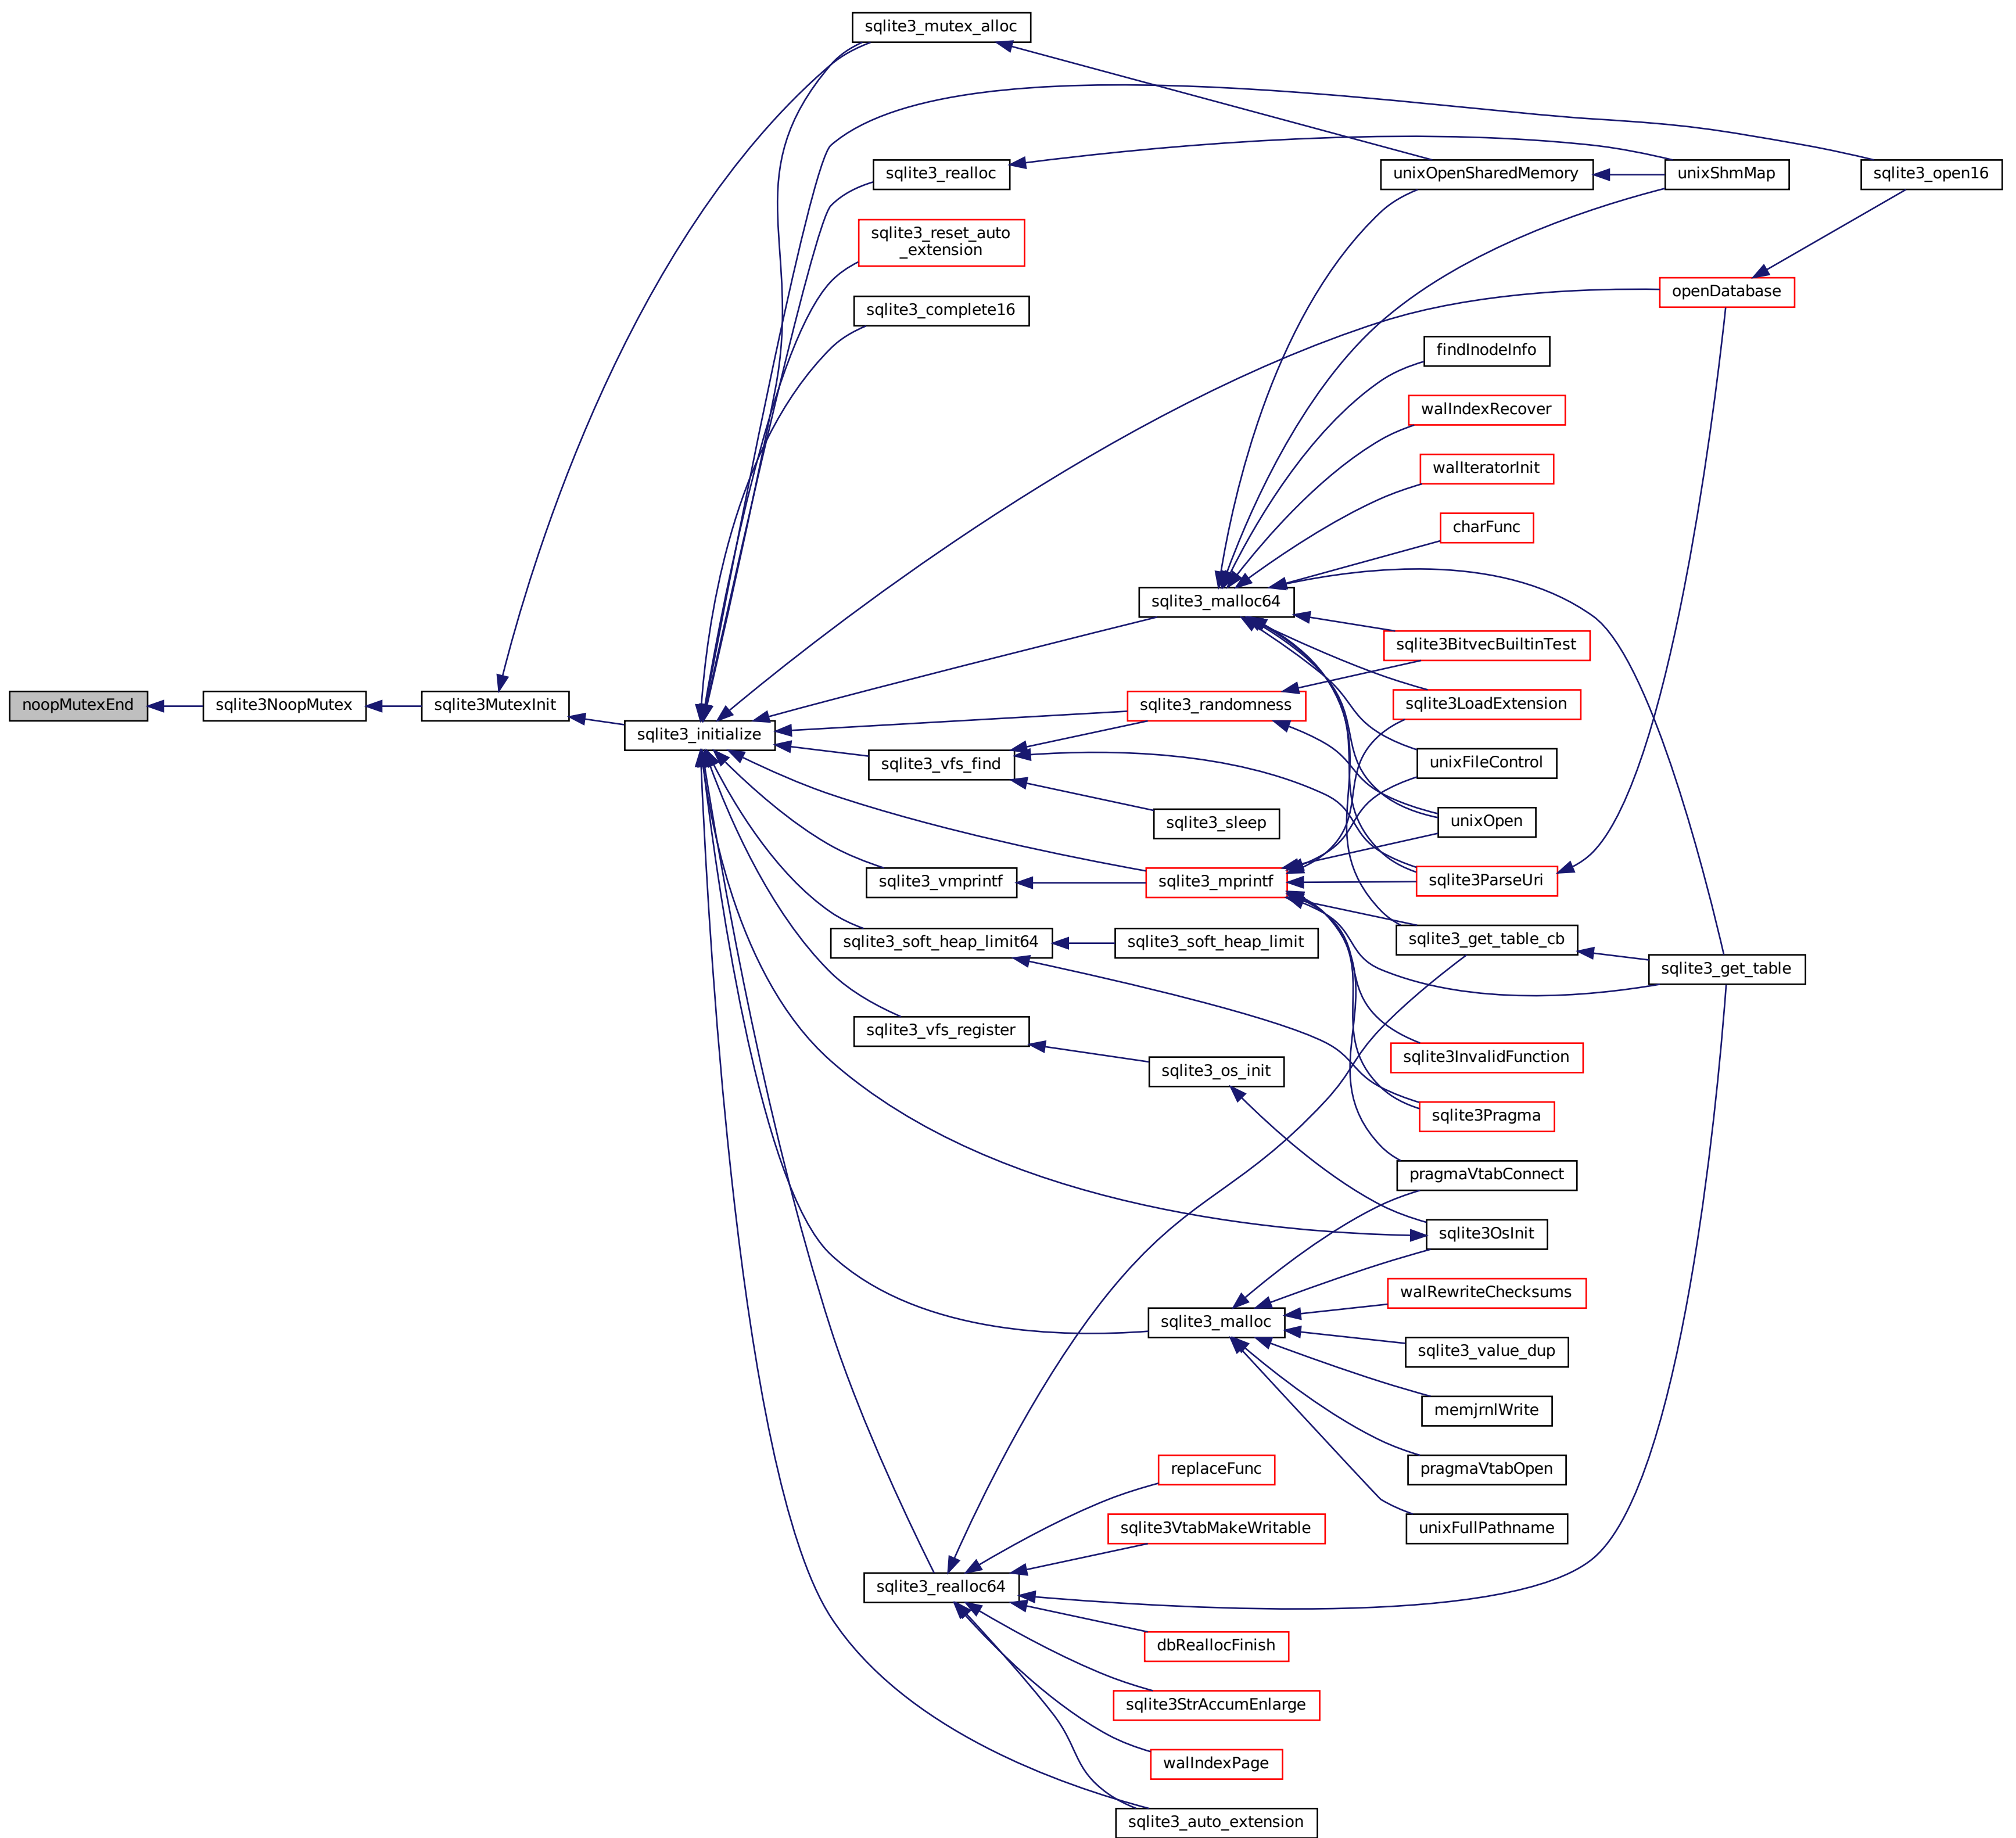 sqlite3_mutex_alloc
sqlite3_realloc
unixOpenSharedMemory
unixShmMap
sqlite3_open16
sqlite3_reset_auto
_extension
openDatabase
sqlite3_complete16
findInodeInfo
walIndexRecover
walIteratorInit
charFunc
sqlite3_malloc64
sqlite3BitvecBuiltinTest
noopMutexEnd
sqlite3NoopMutex
sqlite3MutexInit
sqlite3_randomness
sqlite3LoadExtension
sqlite3_initialize
sqlite3_vfs_find
unixFileControl
sqlite3_sleep
unixOpen
sqlite3_vmprintf
sqlite3_mprintf
sqlite3ParseUri
sqlite3_soft_heap_limit64
sqlite3_soft_heap_limit
sqlite3_get_table_cb
sqlite3_get_table
sqlite3_vfs_register
sqlite3_os_init
sqlite3InvalidFunction
sqlite3Pragma
pragmaVtabConnect
sqlite3OsInit
walRewriteChecksums
sqlite3_malloc
sqlite3_value_dup
memjrnlWrite
replaceFunc
pragmaVtabOpen
sqlite3VtabMakeWritable
unixFullPathname
sqlite3_realloc64
dbReallocFinish
sqlite3StrAccumEnlarge
walIndexPage
sqlite3_auto_extension